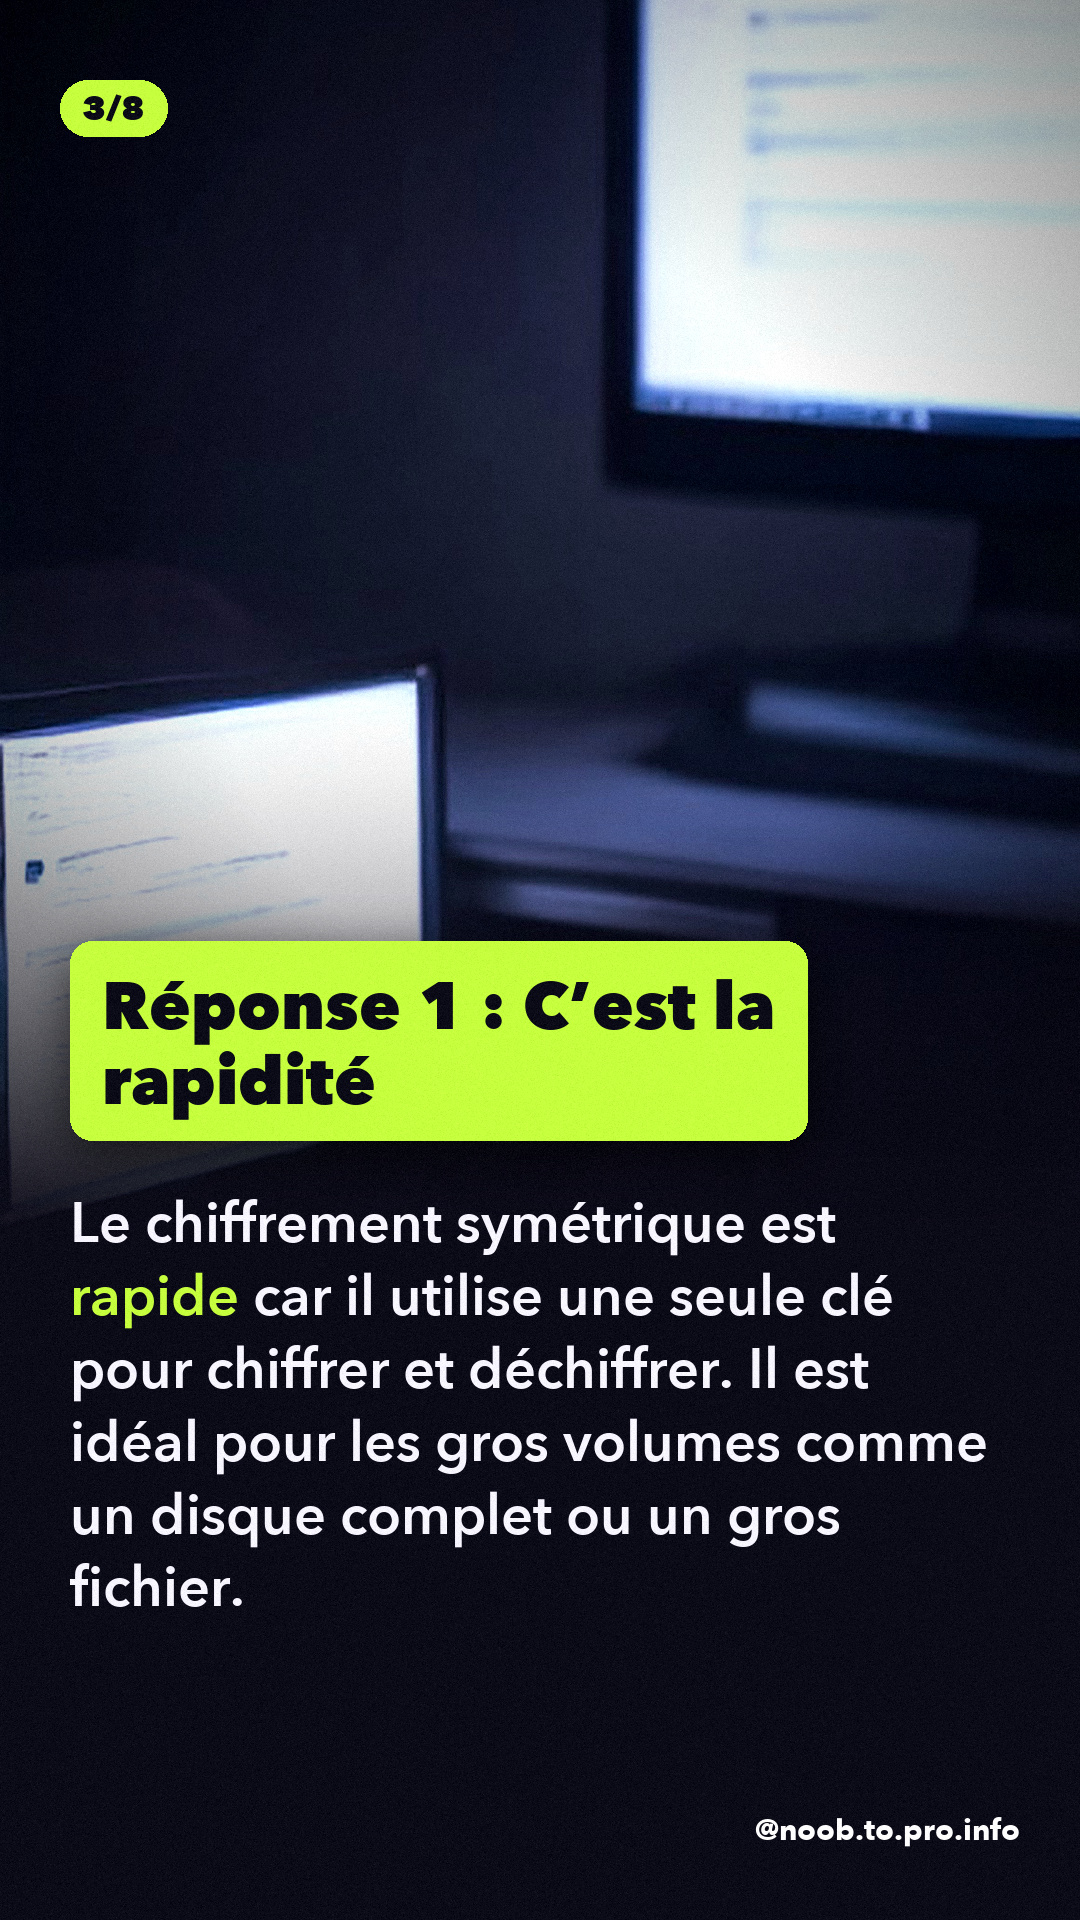 3/8
Réponse 1 : C’est la
rapidité
Le chiffrement symétrique est
rapide car il utilise une seule clé
pour chiffrer et déchiffrer. Il est
idéal pour les gros volumes comme
un disque complet ou un gros
fichier.
@noob.to.pro.info